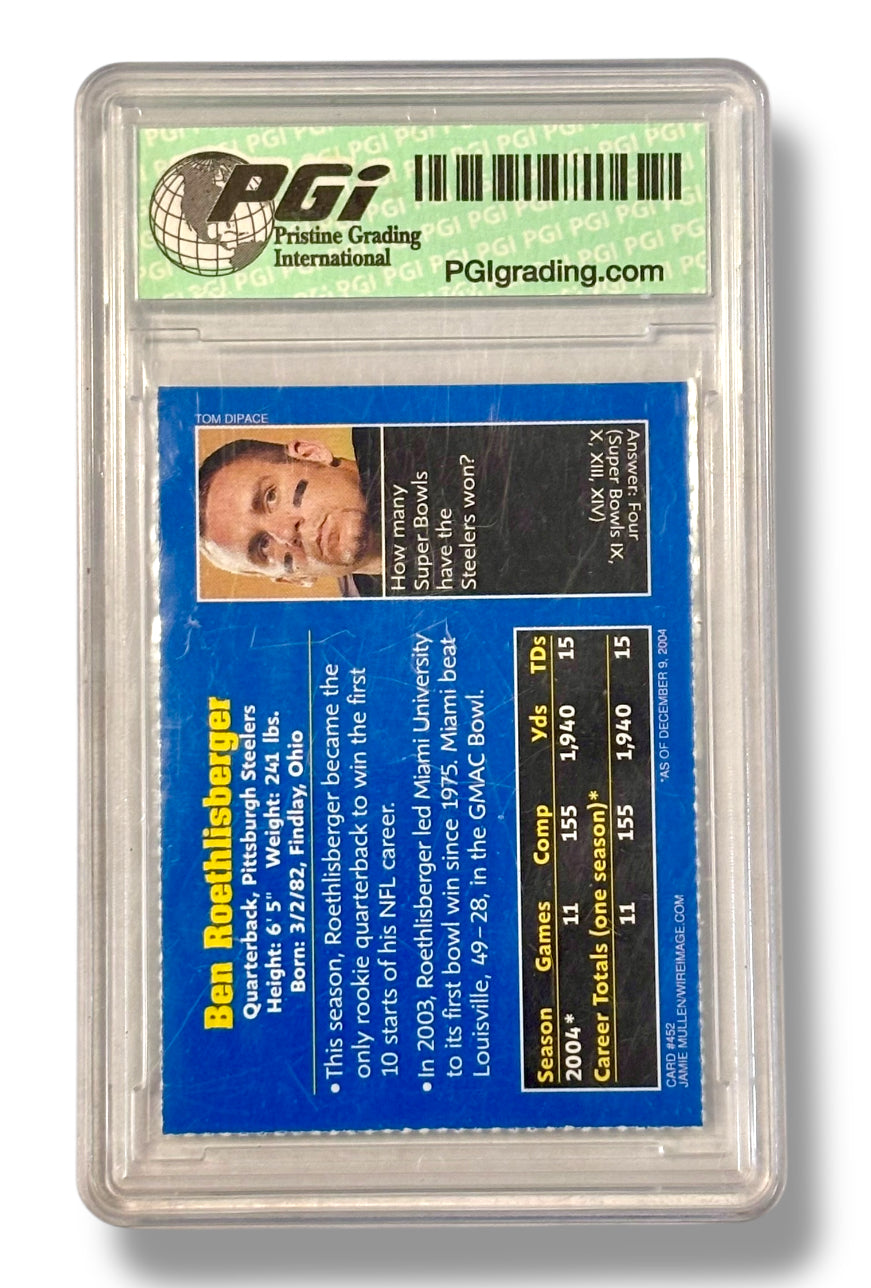 PGi
Pristine Grading
International
PGIgrading.com
TOM DIPACE
How many
Super Bowls
have the
Steelers won?
Answer: Four
(Super Bowls IX,
X, XIII, XIV)
Ben Roethlisberger
Quarterback, Pittsburgh Steelers
Height: 6' 5" Weight: 241 lbs.
Born: 3/2/82, Findlay, Ohio
• This season, Roethlisberger became the
only rookie quarterback to win the first
10 starts of his NFL career.
• In 2003, Roethlisberger led Miami University
to its first bowl win since 1975. Miami beat
Louisville, 49–28, in the GMAC Bowl.
Season Games Comp Yds TDs
2004* 11 155 1,940 15
Career Totals (one season)*
11 155 1,940 15
*AS OF DECEMBER 9, 2004
CARD #452
JAMIE MULLEN/WIREIMAGE.COM